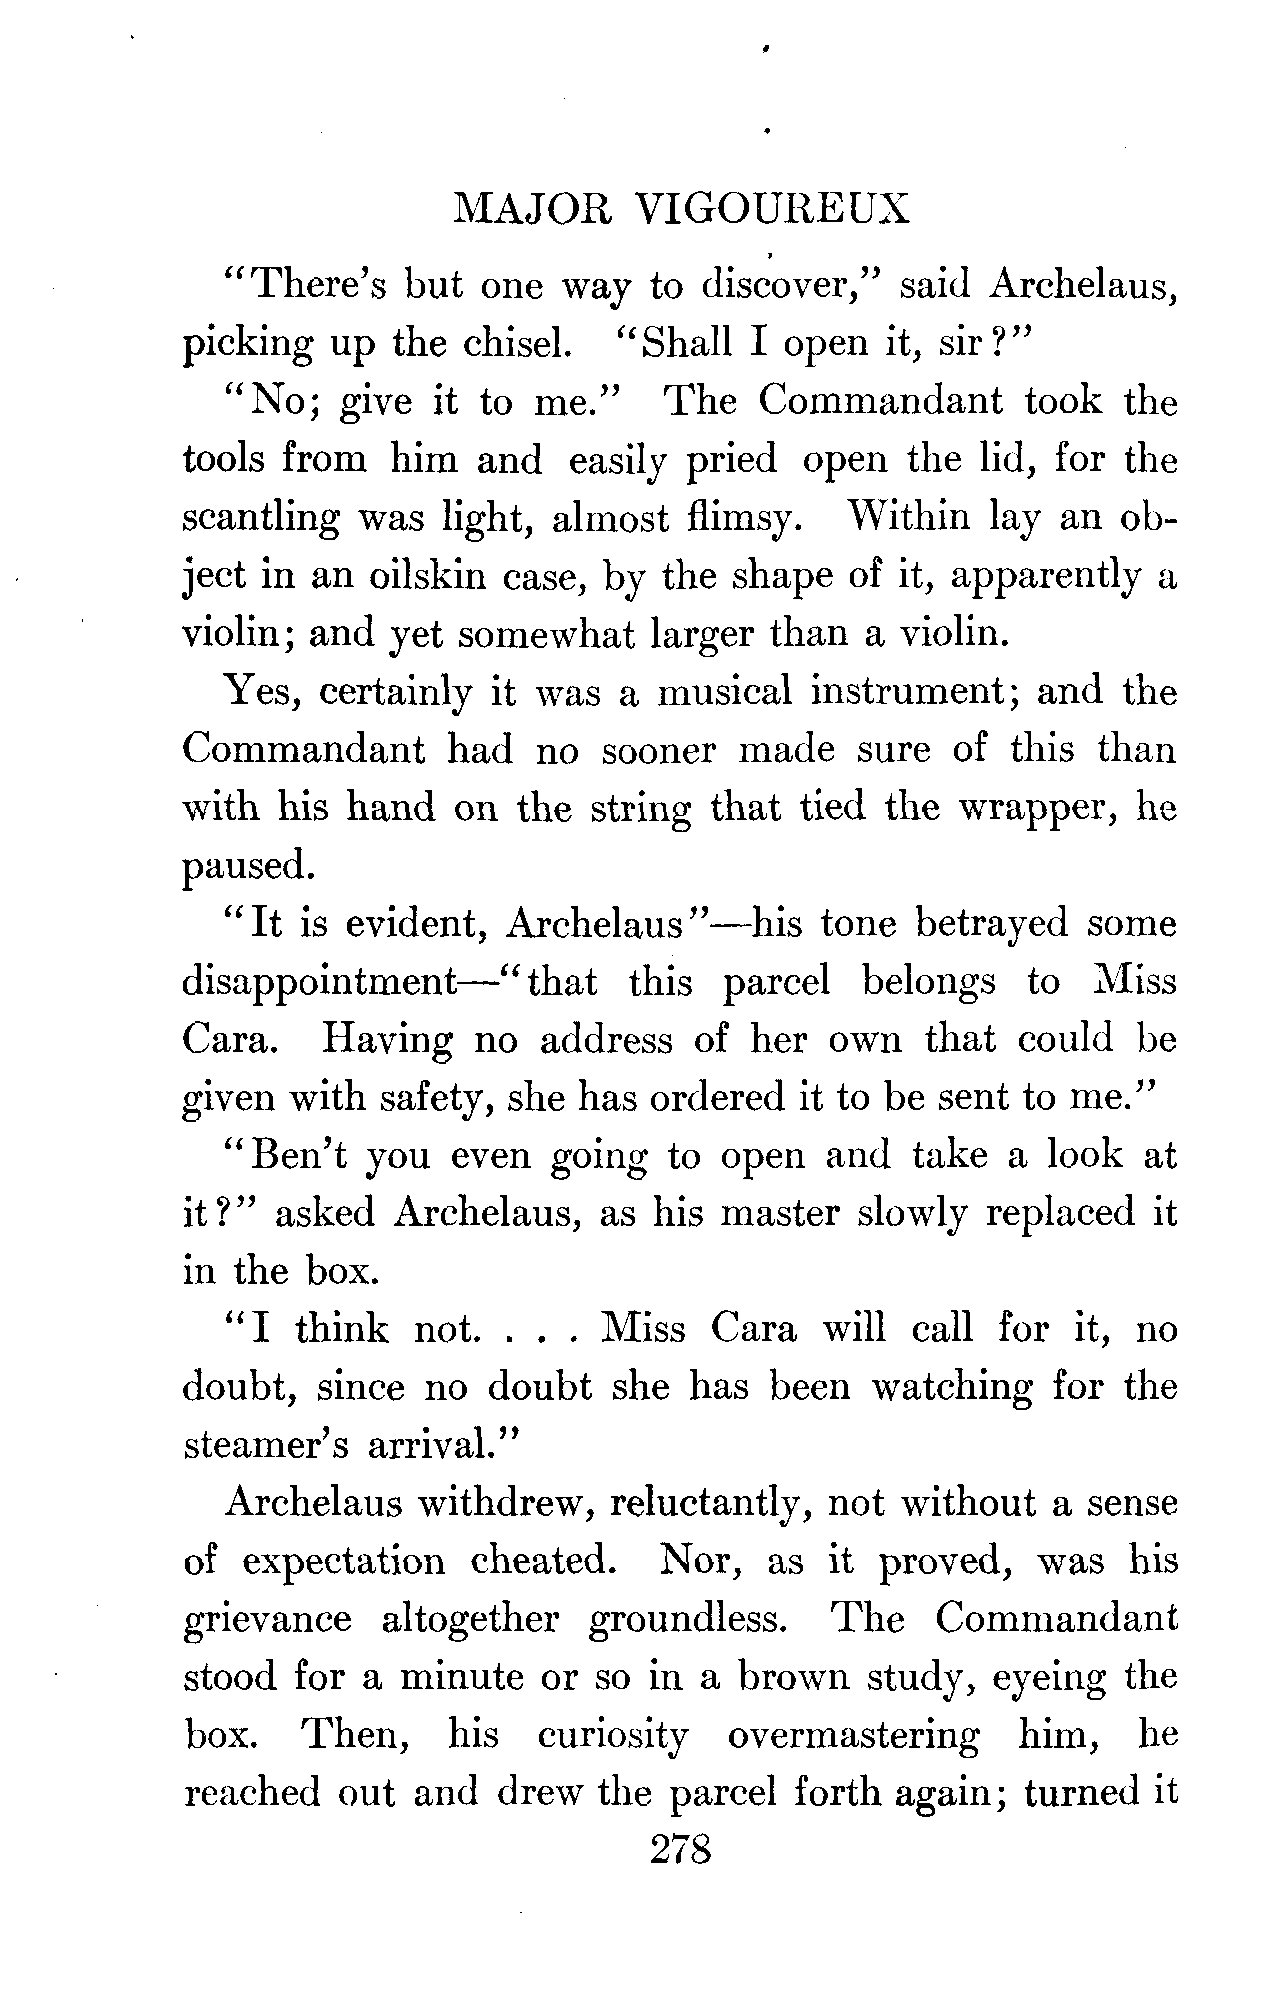 MAJOR VIGOUREUX
"There's but one way to discover," said Archelaus,
picking up the chisel. "Shall I open it, sir?"
"No; give it to me." The Commandant took the
tools from him and easily pried open the lid, for the
scantling was light, almost flimsy. Within lay an ob-
ject in an oilskin case, by the shape of it, apparently a
violin; and yet somewhat larger than a violin.
Yes, certainly it was a musical instrument; and the
Commandant had no sooner made sure of this than
with his hand on the string that tied the wrapper, he
paused.
"It is evident, Archelaus"—his tone betrayed some
disappointment—"that this parcel belongs to Miss
Cara. Having no address of her own that could be
given with safety, she has ordered it to be sent to me."
"Ben't you even going to open and take a look at
it?" asked Archelaus, as his master slowly replaced it
in the box.
"I think not. . . . Miss Cara will call for it, no
doubt, since no doubt she has been watching for the
steamer's arrival."
Archelaus withdrew, reluctantly, not without a sense
of expectation cheated. Nor, as it proved, was his
grievance altogether groundless. The Commandant
stood for a minute or so in a brown study, eyeing the
box. Then, his curiosity overmastering him, he
reached out and drew the parcel forth again; turned it
278